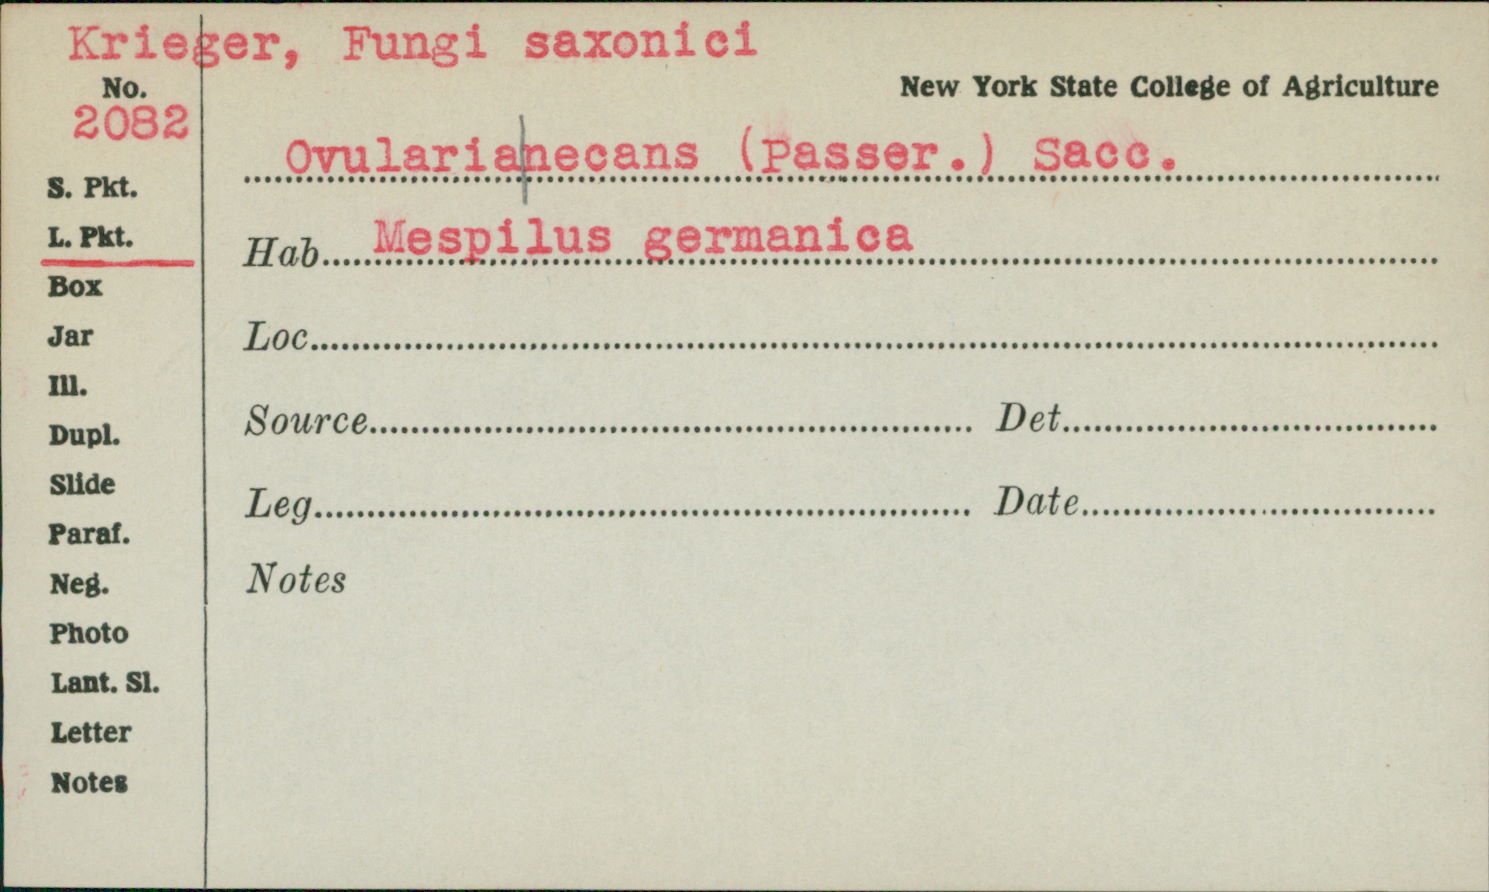 Krieger, Fungi saxonici
No.
New York State College of Agriculture
2082
Ovularia|necans (Passer.) Sacc.
S. Pkt.
L. Pkt.
Hab. Mespilus germanica
Box
Jar
Loc.
Ill.
Dupl.
Source Det.
Slide
Leg. Date
Paraf.
Neg.
Notes
Photo
Lant. Sl.
Letter
Notes